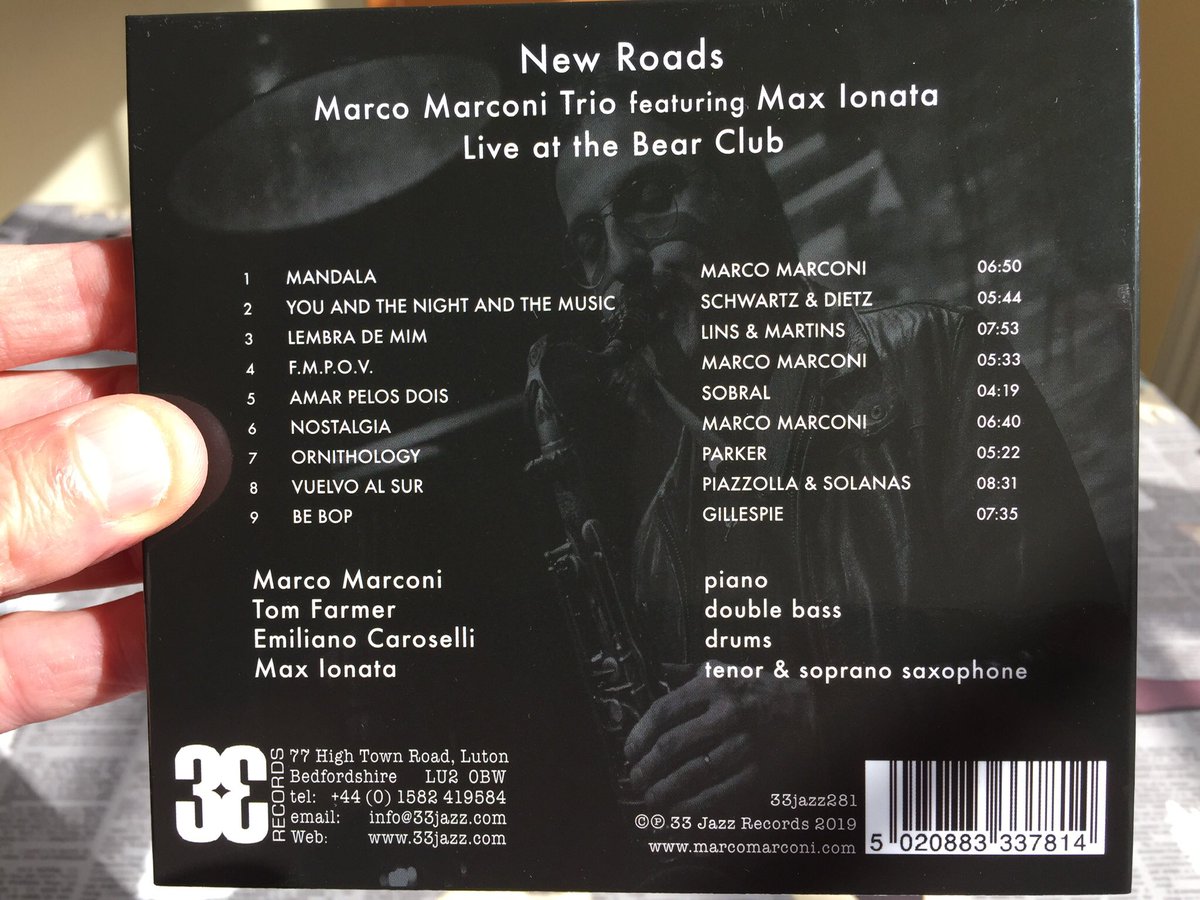 New Roads
Marco Marconi Trio featuring Max Ionata
Live at the Bear Club
1 MANDALA MARCO MARCONI 06:50
2 YOU AND THE NIGHT AND THE MUSIC SCHWARTZ & DIETZ 05:44
3 LEMBRA DE MIM LINS & MARTINS 07:53
4 F.M.P.O.V. MARCO MARCONI 05:33
5 AMAR PELOS DOIS SOBRAL 04:19
6 NOSTALGIA MARCO MARCONI 06:40
7 ORNITHOLOGY PARKER 05:22
8 VUELVO AL SUR PIAZZOLLA & SOLANAS 08:31
9 BE BOP GILLESPIE 07:35
Marco Marconi piano
Tom Farmer double bass
Emiliano Caroselli drums
Max Ionata tenor & soprano saxophone
33 RECORDS
77 High Town Road, Luton
Bedfordshire LU2 0BW
tel: +44 (0) 1582 419584
email: info@33jazz.com
Web: www.33jazz.com
33jazz281
©℗ 33 Jazz Records 2019
www.marcomarconi.com
5 020883 337814